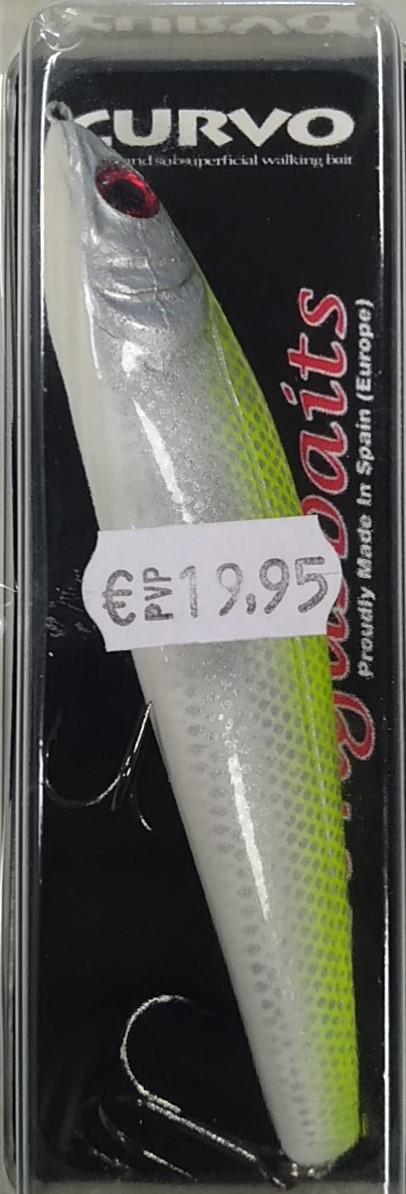 CURVO
and subsuperficial walking bait
Proudly Made In Spain (Europe)
€ PVP 19,95